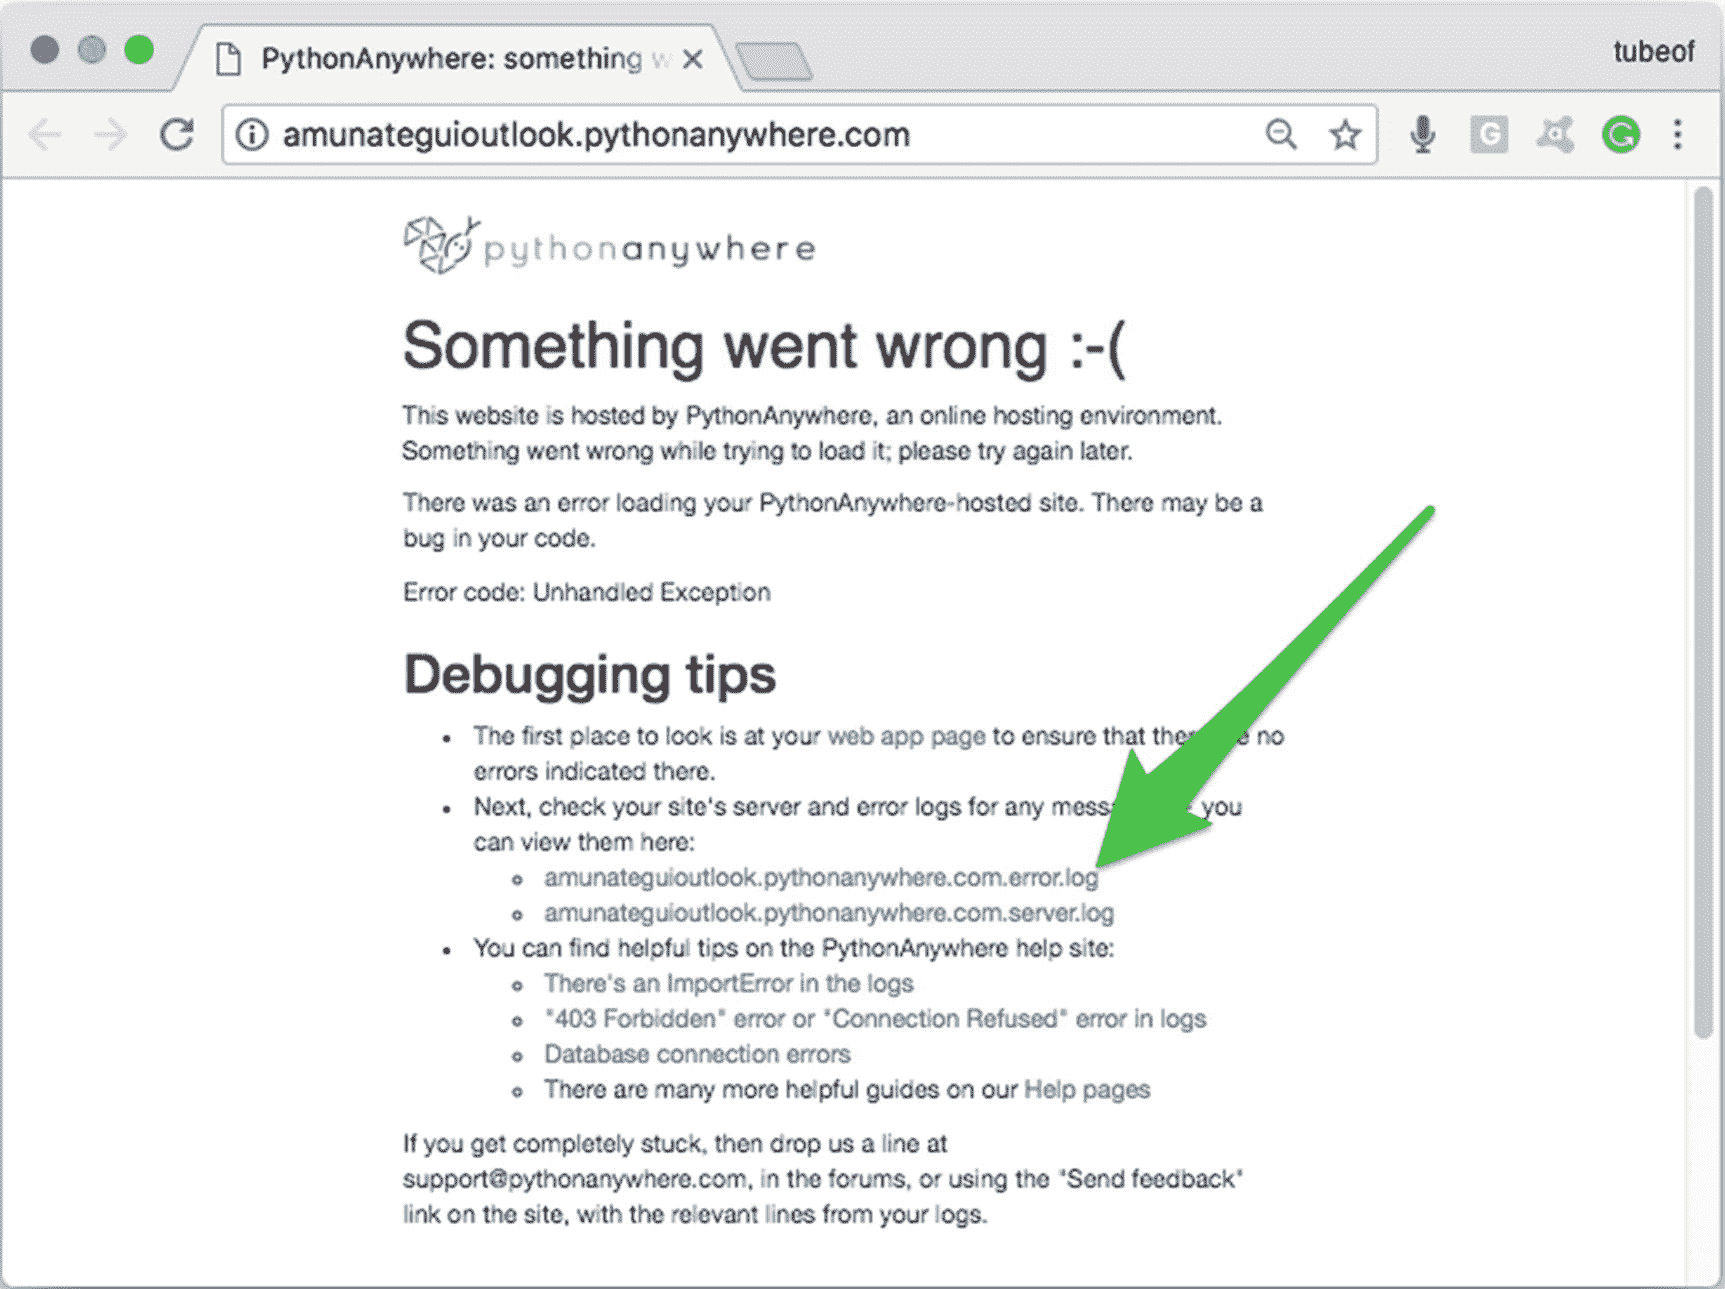 PythonAnywhere: something w
tubeof
amunateguioutlook.pythonanywhere.com
G
G
pythonanywhere
Something went wrong :-(
This website is hosted by PythonAnywhere, an online hosting environment.
Something went wrong while trying to load it; please try again later.
There was an error loading your PythonAnywhere-hosted site. There may be a
bug in your code.
Error code: Unhandled Exception
Debugging tips
The first place to look is at your web app page to ensure that no
errors indicated there.
Next, check your site's server and error logs for any you
can view them here:
amunateguioutlook.pythonanywhere.com.error.log
amunateguioutlook.pythonanywhere.com.server.log
You can find helpful tips on the PythonAnywhere help site:
There's an ImportError in the logs
"403 Forbidden" error or "Connection Refused" error in logs
Database connection errors
There are many more helpful guides on our Help pages
If you get completely stuck, then drop us a line at
support@pythonanywhere.com, in the forums, or using the "Send feedback"
link on the site, with the relevant lines from your logs.